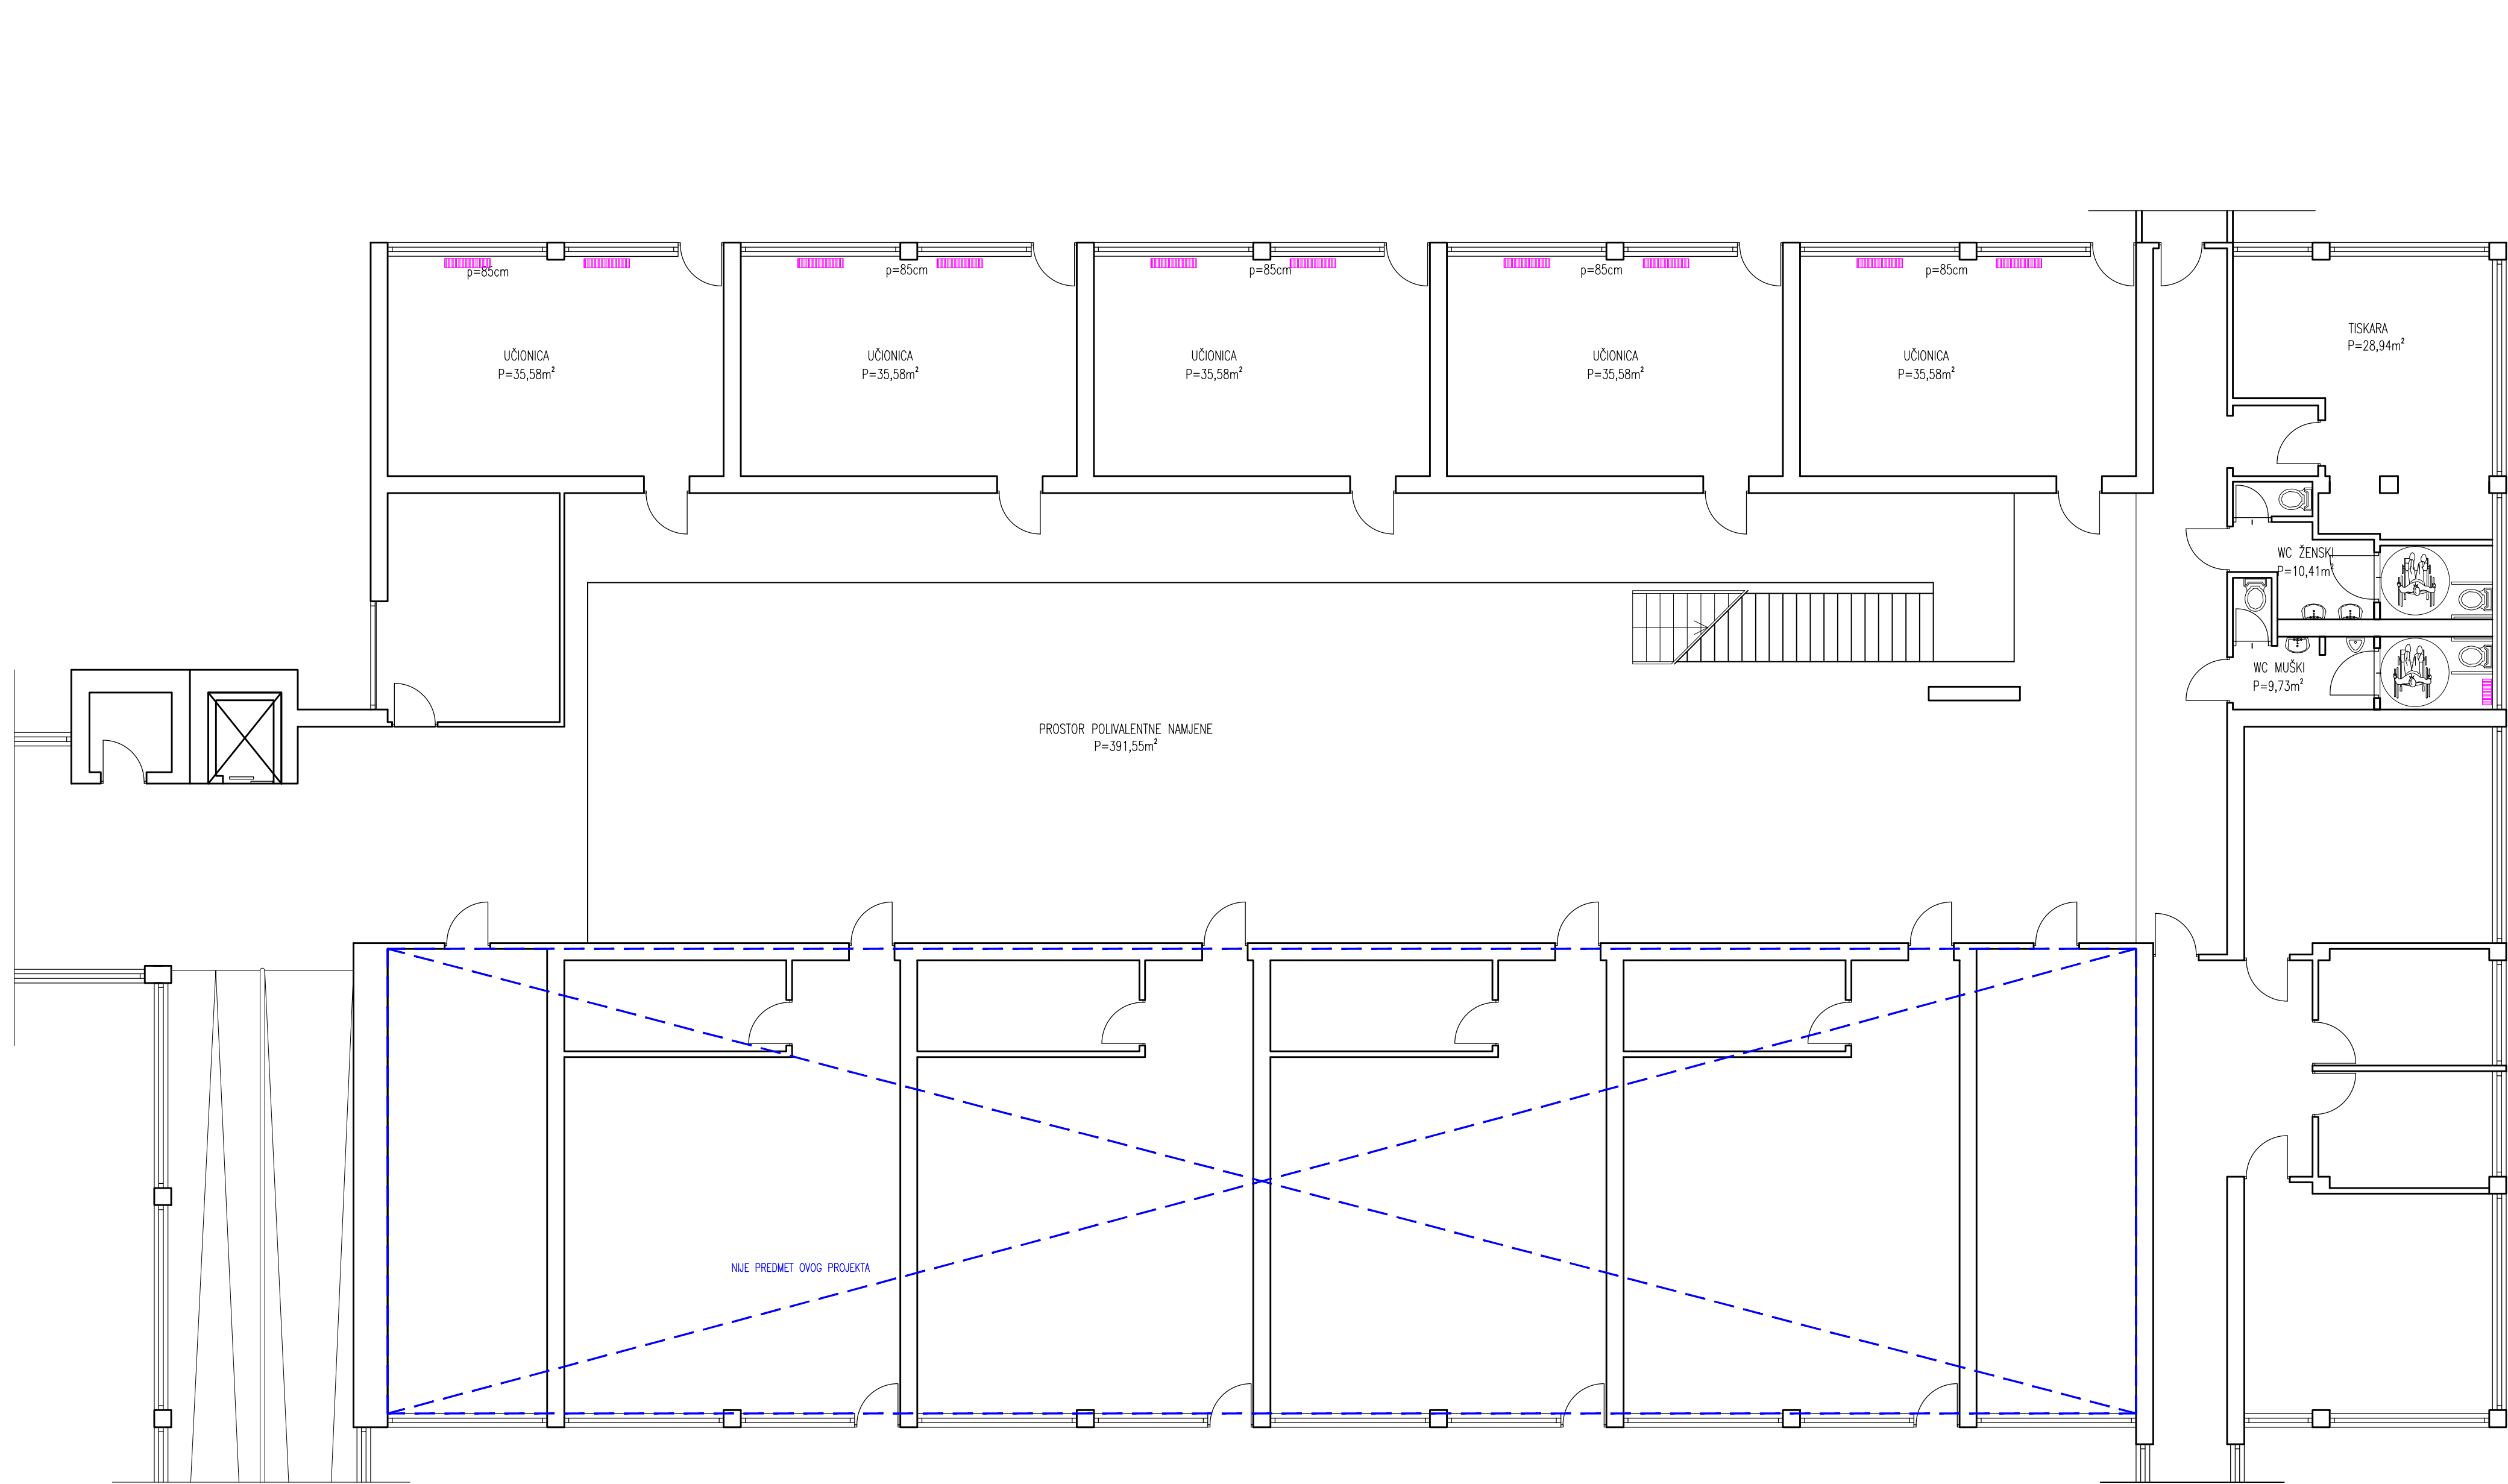 p=85cm
p=85cm
p=85cm
p=85cm
p=85cm
UČIONICA
P=35,58m²
UČIONICA
P=35,58m²
UČIONICA
P=35,58m²
UČIONICA
P=35,58m²
UČIONICA
P=35,58m²
TISKARA
P=28,94m²
WC ŽENSKI
P=10,41m²
WC MUŠKI
P=9,73m²
PROSTOR POLIVALENTNE NAMJENE
P=391,55m²
NIJE PREDMET OVOG PROJEKTA